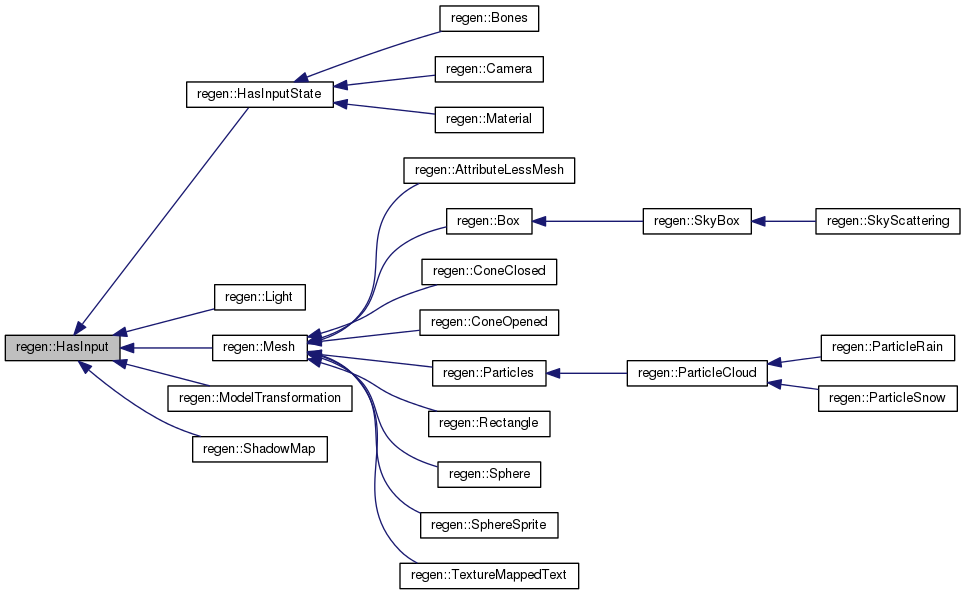 regen::Bones
regen::Camera
regen::HasInputState
regen::Material
regen::AttributeLessMesh
regen::Box
regen::SkyBox
regen::SkyScattering
regen::ConeClosed
regen::Light
regen::ConeOpened
regen::HasInput
regen::Mesh
regen::ParticleRain
regen::Particles
regen::ParticleCloud
regen::ModelTransformation
regen::ParticleSnow
regen::Rectangle
regen::ShadowMap
regen::Sphere
regen::SphereSprite
regen::TextureMappedText